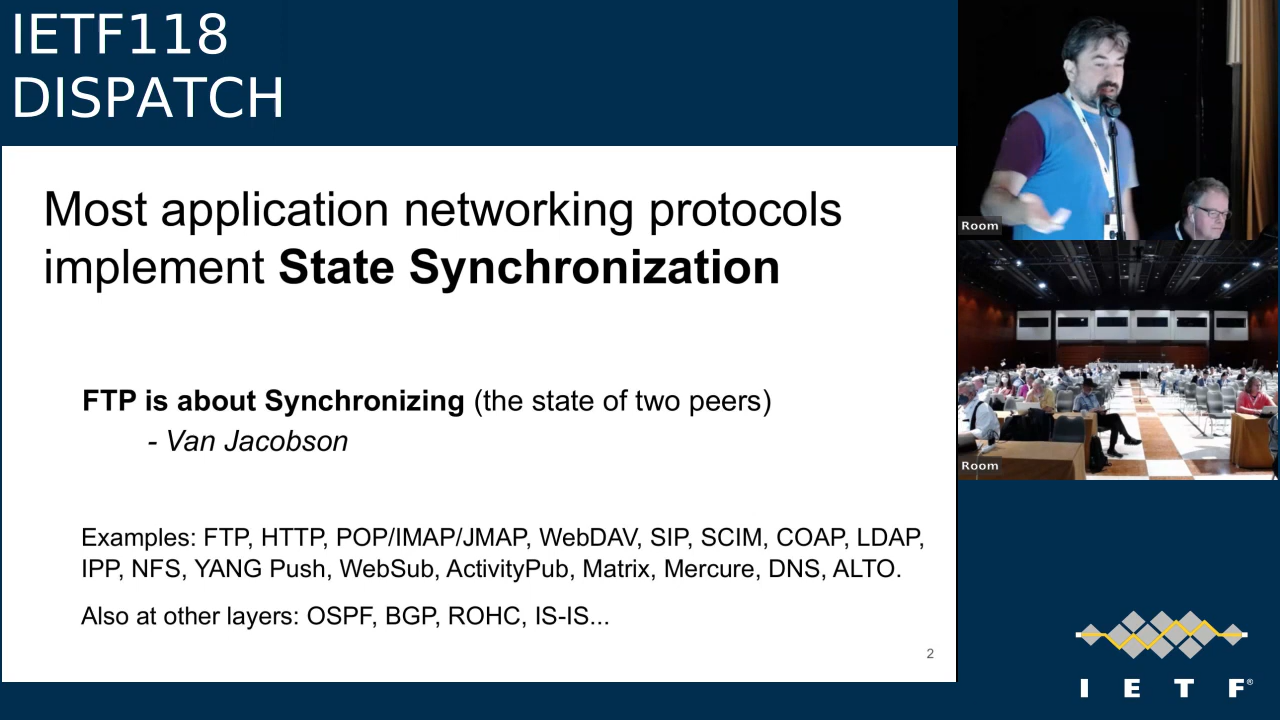 IETF118
DISPATCH
Most application networking protocols
implement State Synchronization
FTP is about Synchronizing (the state of two peers)
- Van Jacobson
Examples: FTP, HTTP, POP/IMAP/JMAP, WebDAV, SIP, SCIM, COAP, LDAP,
IPP, NFS, YANG Push, WebSub, ActivityPub, Matrix, Mercure, DNS, ALTO.
Also at other layers: OSPF, BGP, ROHC, IS-IS...
2
Room
Room
I E T F®